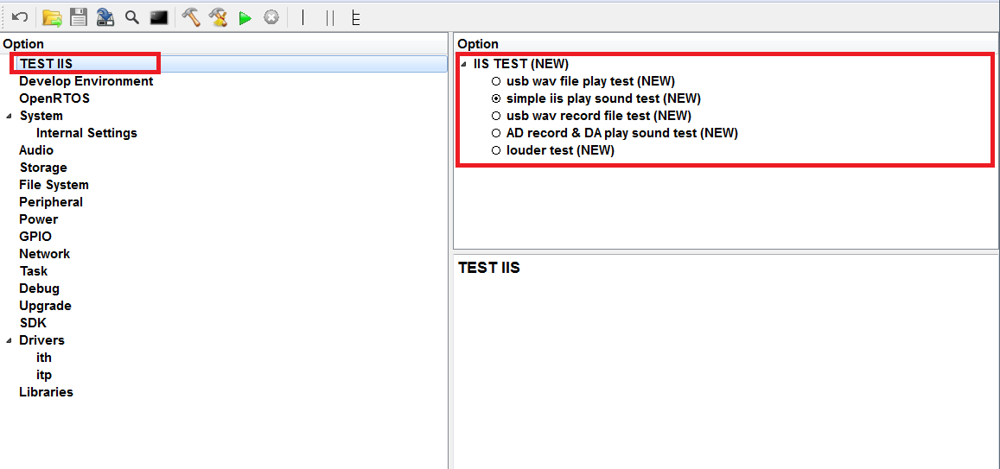 Option
TEST IIS
Develop Environment
OpenRTOS
System
Internal Settings
Audio
Storage
File System
Peripheral
Power
GPIO
Network
Task
Debug
Upgrade
SDK
Drivers
ith
itp
Libraries
Option
IIS TEST (NEW)
usb wav file play test (NEW)
simple iis play sound test (NEW)
usb wav record file test (NEW)
AD record & DA play sound test (NEW)
louder test (NEW)
TEST IIS